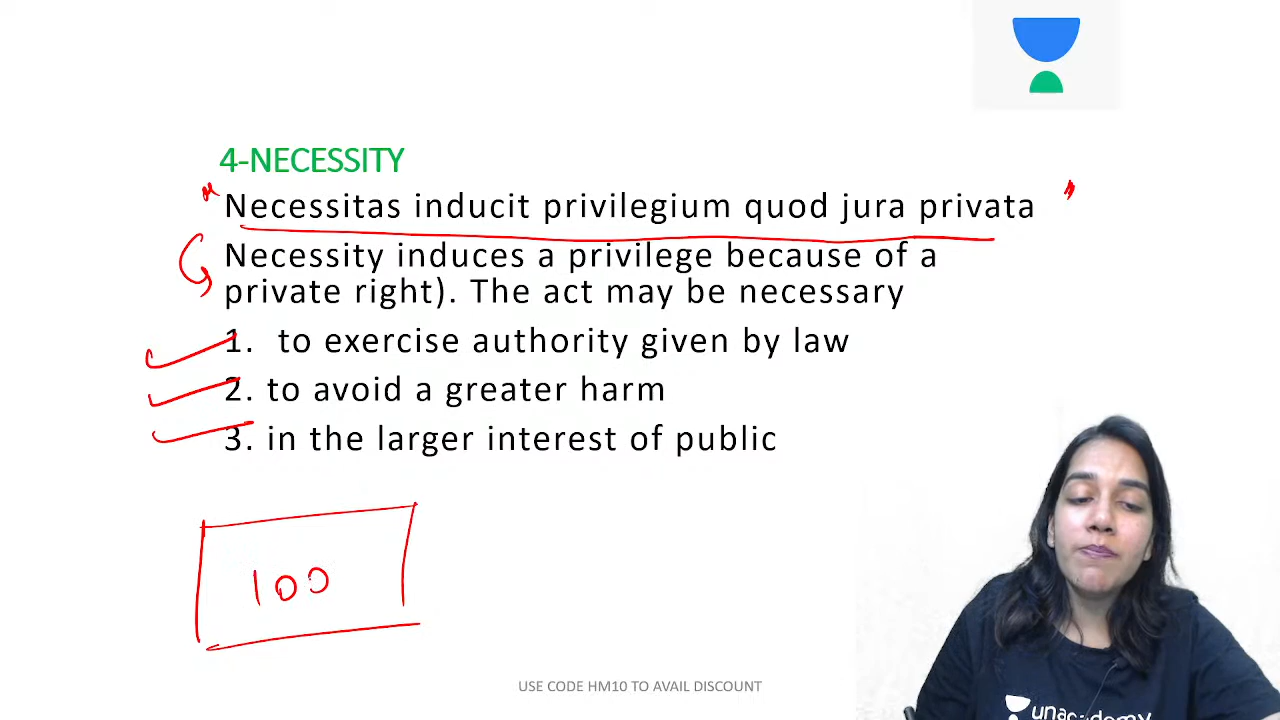 4-NECESSITY
Necessitas inducit privilegium quod jura privata
Necessity induces a privilege because of a
private right). The act may be necessary
1. to exercise authority given by law
2. to avoid a greater harm
3. in the larger interest of public
100
USE CODE HM10 TO AVAIL DISCOUNT
unacademy